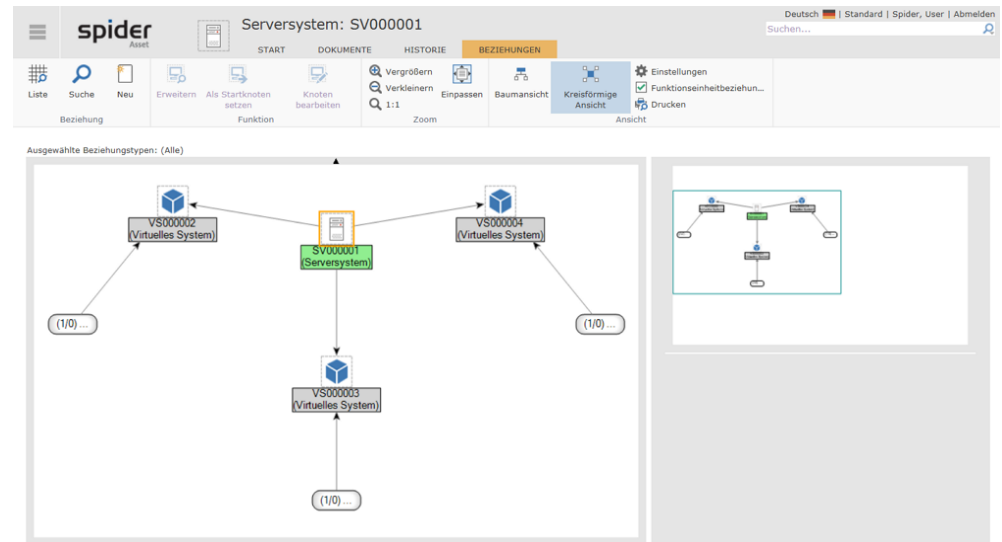 Deutsch | Standard | Spider, User | Abmelden
spider
Asset
Serversystem: SV000001
Suchen...
START DOKUMENTE HISTORIE BEZIEHUNGEN
Liste
Suche
Neu
Beziehung
Erweitern
Als Startknoten
setzen
Knoten
bearbeiten
Funktion
Vergrößern
Verkleinern
1:1
Einpassen
Zoom
Baumansicht
Kreisförmige
Ansicht
Einstellungen
Funktionseinheitbeziehun...
Drucken
Ansicht
Ausgewählte Beziehungstypen: (Alle)
VS000002
(Virtuelles System)
SV000001
(Serversystem)
VS000004
(Virtuelles System)
(1/0) ...
(1/0) ...
VS000003
(Virtuelles System)
(1/0) ...